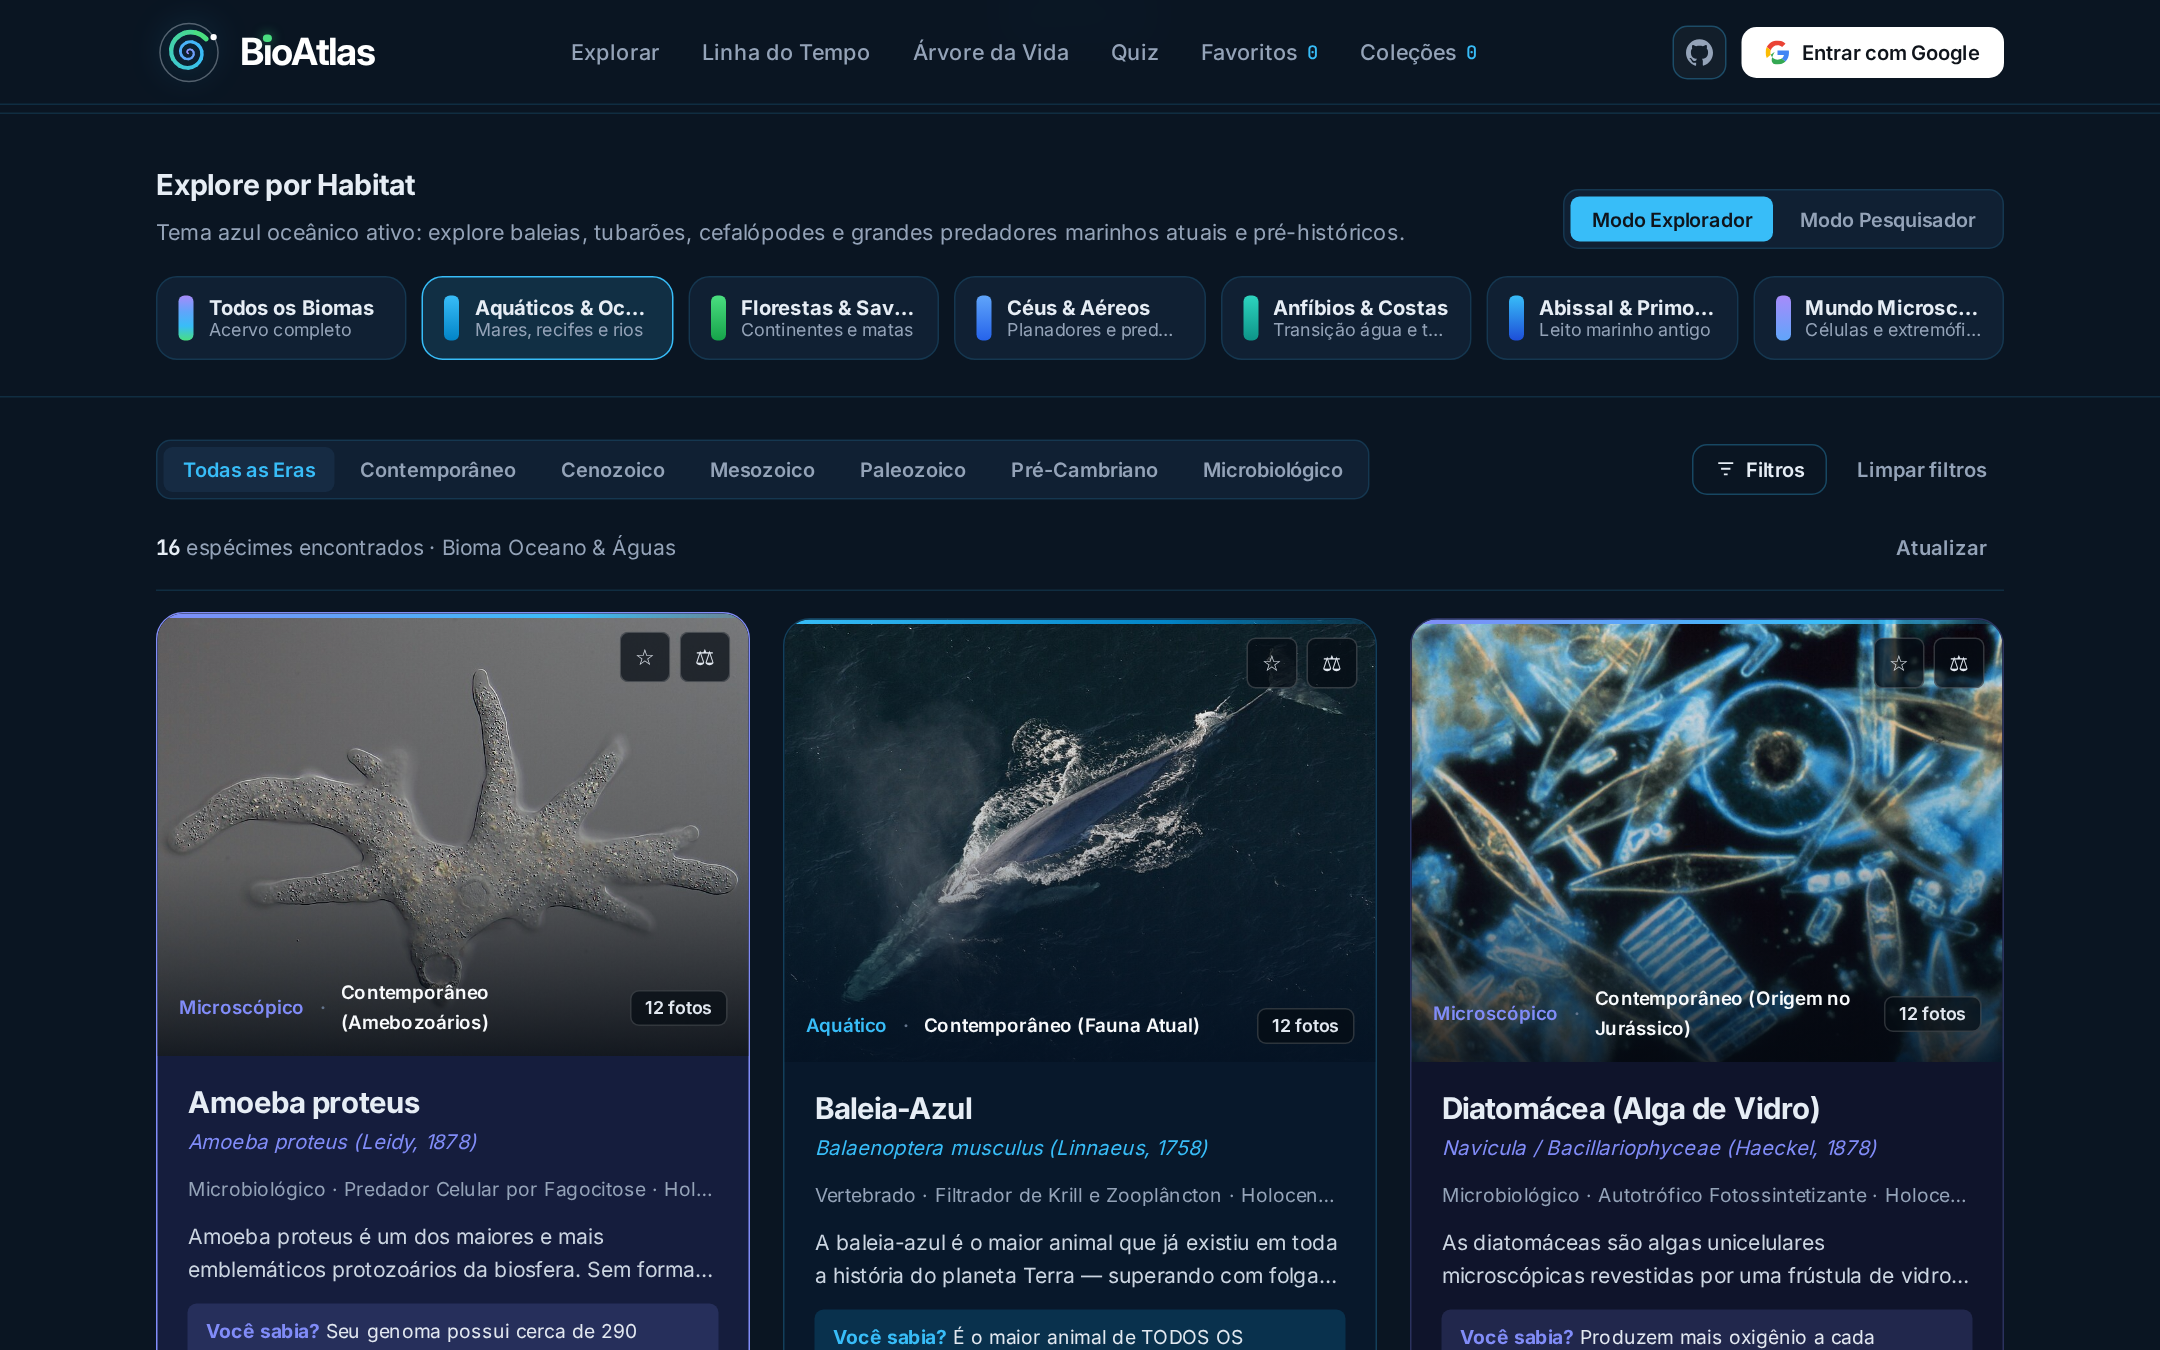 BioAtlas
Explorar
Linha do Tempo
Árvore da Vida
Quiz
Favoritos 0
Coleções 0
Entrar com Google
Explore por Habitat
Tema azul oceânico ativo: explore baleias, tubarões, cefalópodes e grandes predadores marinhos atuais e pré-históricos.
Modo Explorador
Modo Pesquisador
Todos os Biomas
Acervo completo
Aquáticos & Oc...
Mares, recifes e rios
Florestas & Sav...
Continentes e matas
Céus & Aéreos
Planadores e pred...
Anfíbios & Costas
Transição água e t...
Abissal & Primo...
Leito marinho antigo
Mundo Microsc...
Células e extremófi...
Todas as Eras
Contemporâneo
Cenozoico
Mesozoico
Paleozoico
Pré-Cambriano
Microbiológico
Filtros
Limpar filtros
16 espécimes encontrados · Bioma Oceano & Águas
Atualizar
Microscópico · Contemporâneo
(Amebozoários)
12 fotos
Amoeba proteus
Amoeba proteus (Leidy, 1878)
Microbiológico · Predador Celular por Fagocitose · Hol...
Amoeba proteus é um dos maiores e mais
emblemáticos protozoários da biosfera. Sem forma...
Você sabia? Seu genoma possui cerca de 290
Aquático · Contemporâneo (Fauna Atual)
12 fotos
Baleia-Azul
Balaenoptera musculus (Linnaeus, 1758)
Vertebrado · Filtrador de Krill e Zooplâncton · Holocen...
A baleia-azul é o maior animal que já existiu em toda
a história do planeta Terra — superando com folga...
Você sabia? É o maior animal de TODOS OS
Microscópico · Contemporâneo (Origem no
Jurássico)
12 fotos
Diatomácea (Alga de Vidro)
Navicula / Bacillariophyceae (Haeckel, 1878)
Microbiológico · Autotrófico Fotossintetizante · Holoce...
As diatomáceas são algas unicelulares
microscópicas revestidas por uma frústula de vidro...
Você sabia? Produzem mais oxigênio a cada